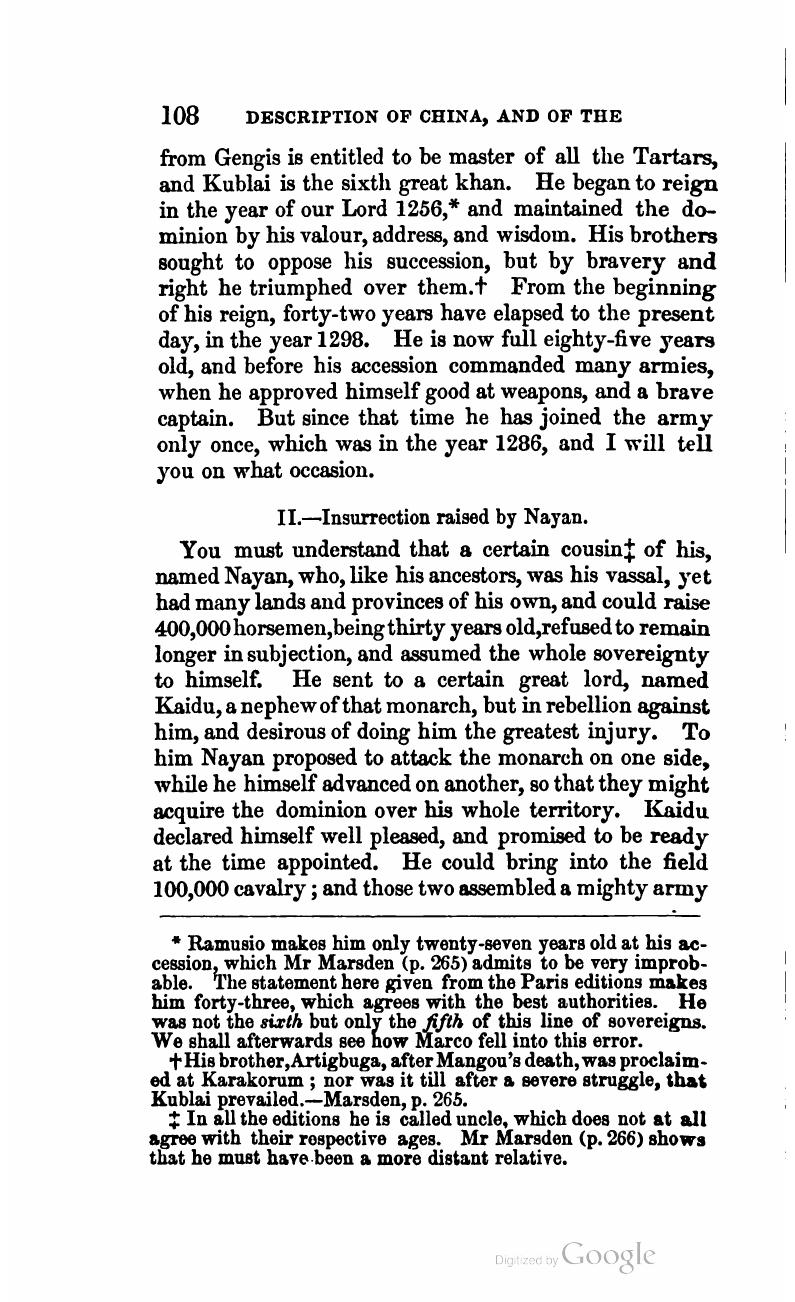 108 DESCRIPTION OF CHINA, AND OF THE
from Gengis is entitled to be master of all the Tartars,
and Kublai is the sixth great khan. He began to reign
in the year of our Lord 1256,* and maintained the do-
minion by his valour, address, and wisdom. His brothers
sought to oppose his succession, but by bravery and
right he triumphed over them.† From the beginning
of his reign, forty-two years have elapsed to the present
day, in the year 1298. He is now full eighty-five years
old, and before his accession commanded many armies,
when he approved himself good at weapons, and a brave
captain. But since that time he has joined the army
only once, which was in the year 1286, and I will tell
you on what occasion.
II.—Insurrection raised by Nayan.
You must understand that a certain cousin‡ of his,
named Nayan, who, like his ancestors, was his vassal, yet
had many lands and provinces of his own, and could raise
400,000 horsemen, being thirty years old, refused to remain
longer in subjection, and assumed the whole sovereignty
to himself. He sent to a certain great lord, named
Kaidu, a nephew of that monarch, but in rebellion against
him, and desirous of doing him the greatest injury. To
him Nayan proposed to attack the monarch on one side,
while he himself advanced on another, so that they might
acquire the dominion over his whole territory. Kaidu
declared himself well pleased, and promised to be ready
at the time appointed. He could bring into the field
100,000 cavalry; and those two assembled a mighty army
* Ramusio makes him only twenty-seven years old at his ac-
cession, which Mr Marsden (p. 265) admits to be very improb-
able. The statement here given from the Paris editions makes
him forty-three, which agrees with the best authorities. He
was not the sixth but only the fifth of this line of sovereigns.
We shall afterwards see how Marco fell into this error.
† His brother, Artigbuga, after Mangou's death, was proclaim-
ed at Karakorum; nor was it till after a severe struggle, that
Kublai prevailed.—Marsden, p. 265.
‡ In all the editions he is called uncle, which does not at all
agree with their respective ages. Mr Marsden (p. 266) shows
that he must have been a more distant relative.
Digitized by Google